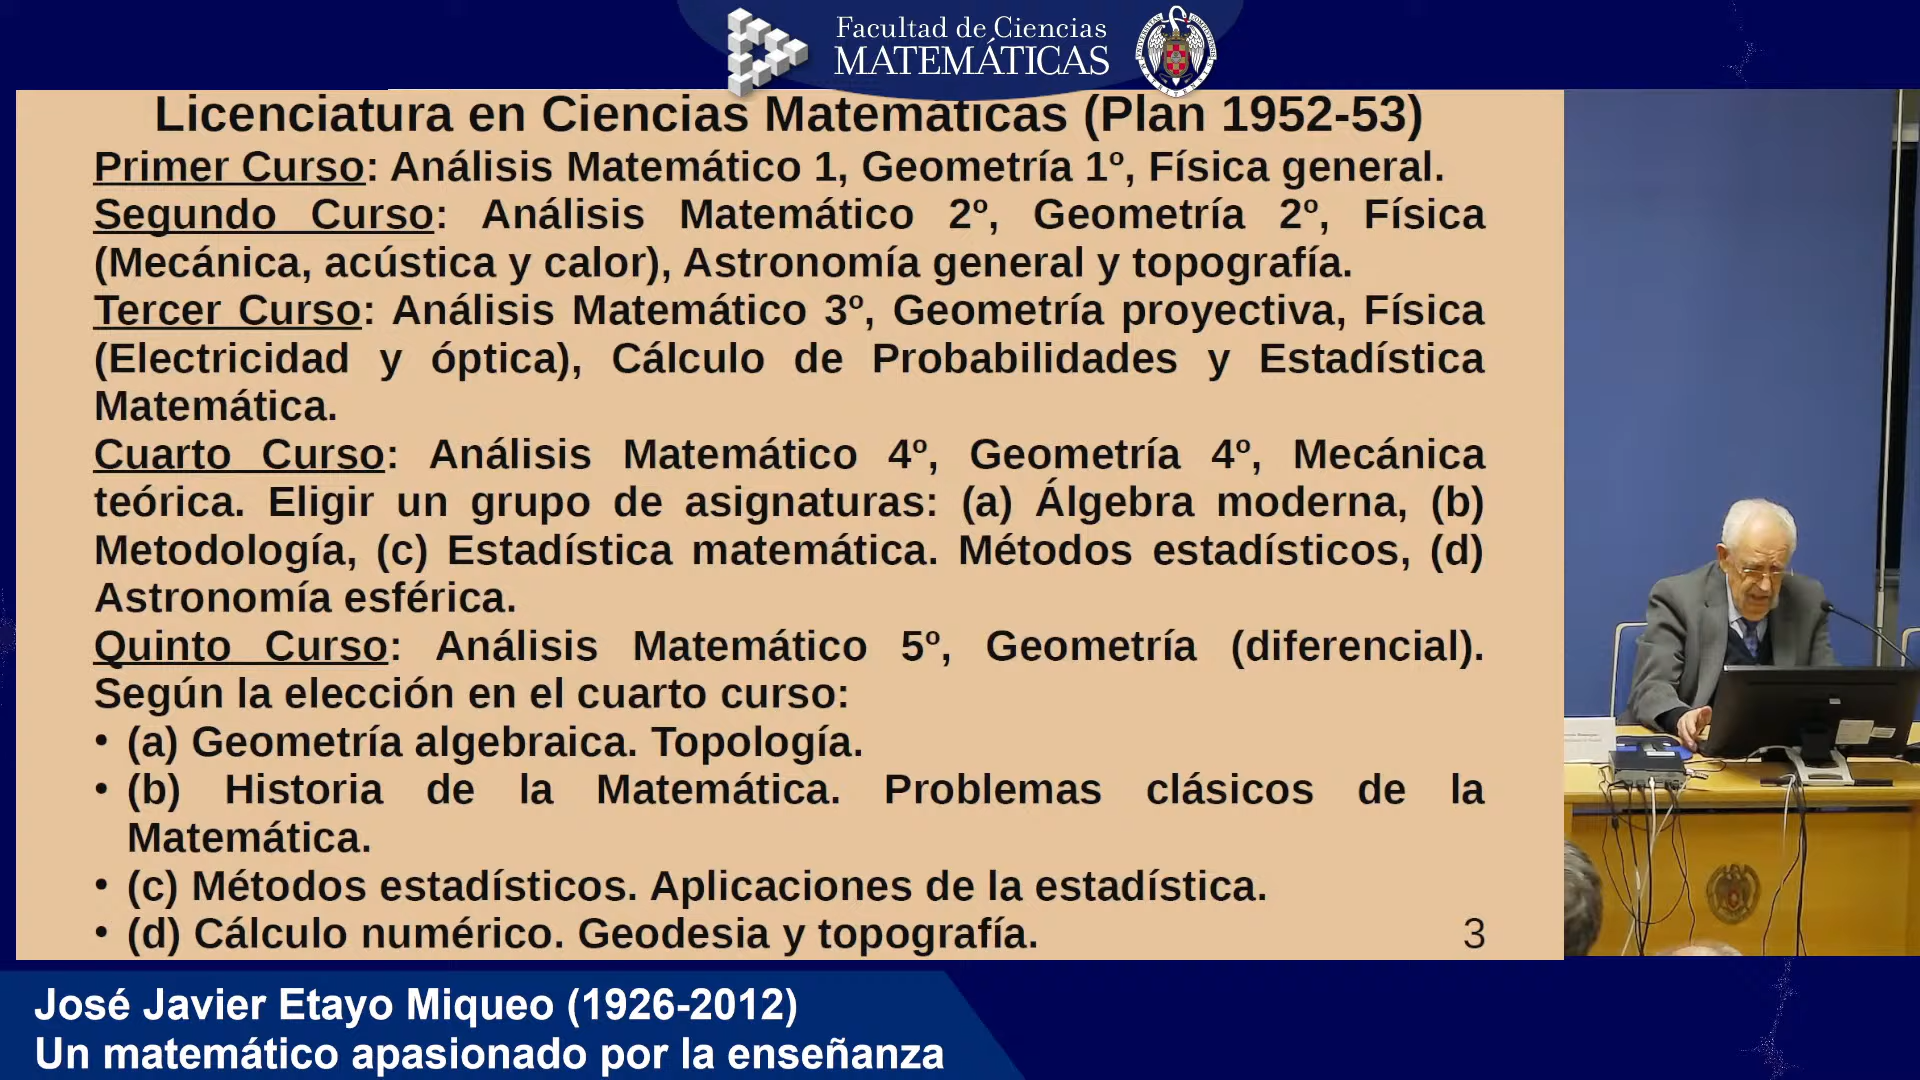 Facultad de Ciencias
MATEMÁTICAS
Licenciatura en Ciencias Matemáticas (Plan 1952-53)
Primer Curso: Análisis Matemático 1, Geometría 1º, Física general.
Segundo Curso: Análisis Matemático 2º, Geometría 2º, Física
(Mecánica, acústica y calor), Astronomía general y topografía.
Tercer Curso: Análisis Matemático 3º, Geometría proyectiva, Física
(Electricidad y óptica), Cálculo de Probabilidades y Estadística
Matemática.
Cuarto Curso: Análisis Matemático 4º, Geometría 4º, Mecánica
teórica. Eligir un grupo de asignaturas: (a) Álgebra moderna, (b)
Metodología, (c) Estadística matemática. Métodos estadísticos, (d)
Astronomía esférica.
Quinto Curso: Análisis Matemático 5º, Geometría (diferencial).
Según la elección en el cuarto curso:
• (a) Geometría algebraica. Topología.
• (b) Historia de la Matemática. Problemas clásicos de la
Matemática.
• (c) Métodos estadísticos. Aplicaciones de la estadística.
• (d) Cálculo numérico. Geodesia y topografía.
3
José Javier Etayo Miqueo (1926-2012)
Un matemático apasionado por la enseñanza